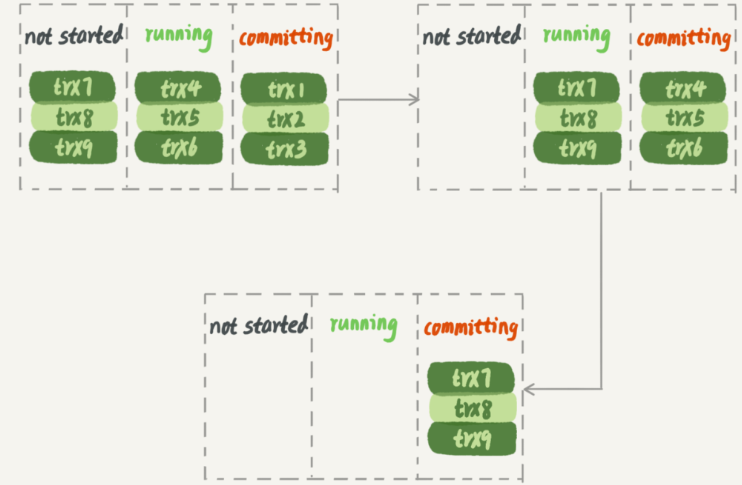 not started running committing
trx7 trx4 trx1
trx8 trx5 trx2
trx9 trx6 trx3
not started running committing
trx7 trx4
trx8 trx5
trx9 trx6
not started running committing
trx7
trx8
trx9